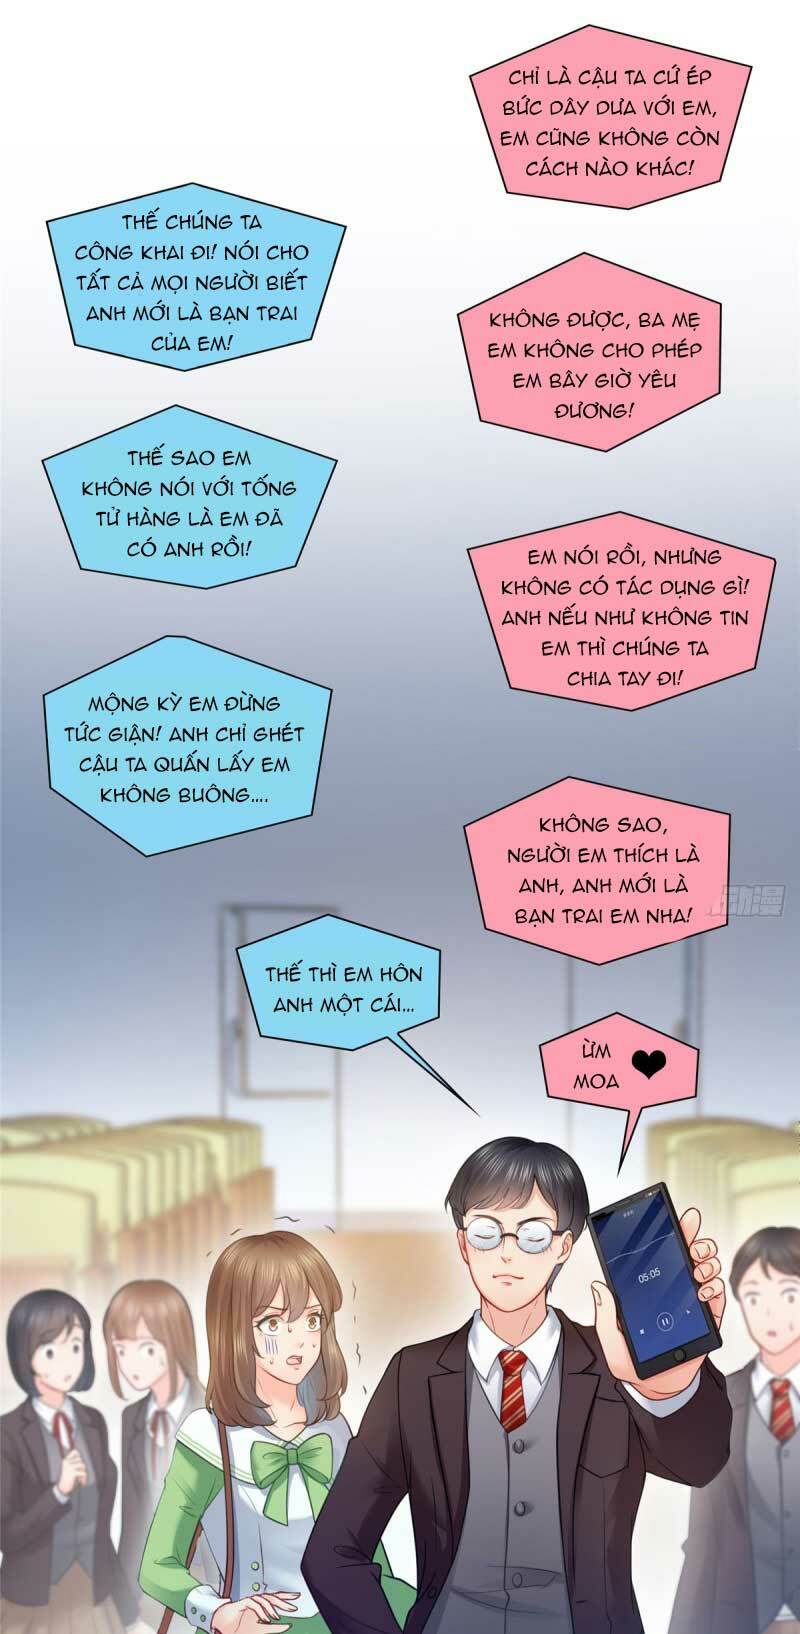 CHỈ LÀ CẬU TA CỨ ÉP
BỨC DÂY DƯA VỚI EM,
EM CŨNG KHÔNG CÒN
CÁCH NÀO KHÁC!
THẾ CHÚNG TA
CÔNG KHAI ĐI! NÓI CHO
TẤT CẢ MỌI NGƯỜI BIẾT
ANH MỚI LÀ BẠN TRAI
CỦA EM!
KHÔNG ĐƯỢC, BA MẸ
EM KHÔNG CHO PHÉP
EM BÂY GIỜ YÊU
ĐƯƠNG!
THẾ SAO EM
KHÔNG NÓI VỚI TỐNG
TỬ HÀNG LÀ EM ĐÃ
CÓ ANH RỒI!
EM NÓI RỒI, NHƯNG
KHÔNG CÓ TÁC DỤNG GÌ!
ANH NẾU NHƯ KHÔNG TIN
EM THÌ CHÚNG TA
CHIA TAY ĐI!
MỘNG KỲ EM ĐỪNG
TỨC GIẬN! ANH CHỈ GHÉT
CẬU TA QUẤN LẤY EM
KHÔNG BUÔNG....
KHÔNG SAO,
NGƯỜI EM THÍCH LÀ
ANH, ANH MỚI LÀ
BẠN TRAI EM NHA!
动漫
THẾ THÌ EM HÔN
ANH MỘT CÁI...
ỪM
MOA
05:05